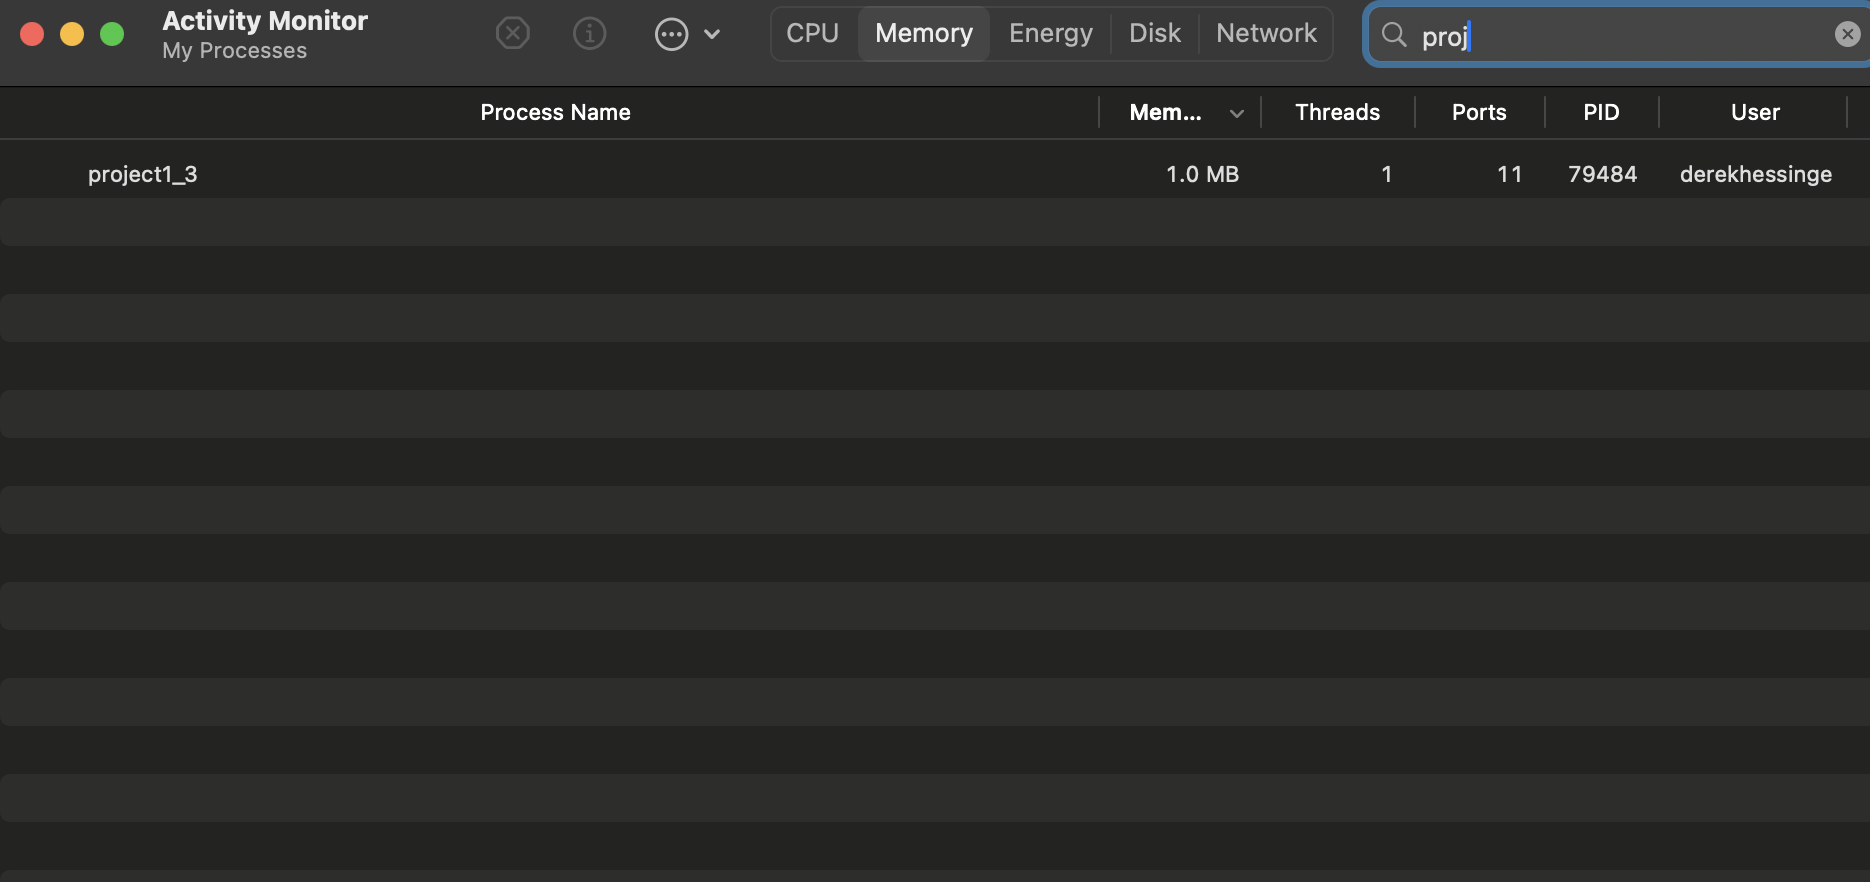 Activity Monitor
My Processes
CPU Memory Energy Disk Network
proj
Process Name Mem... Threads Ports PID User
project1_3 1.0 MB 1 11 79484 derekhessinge